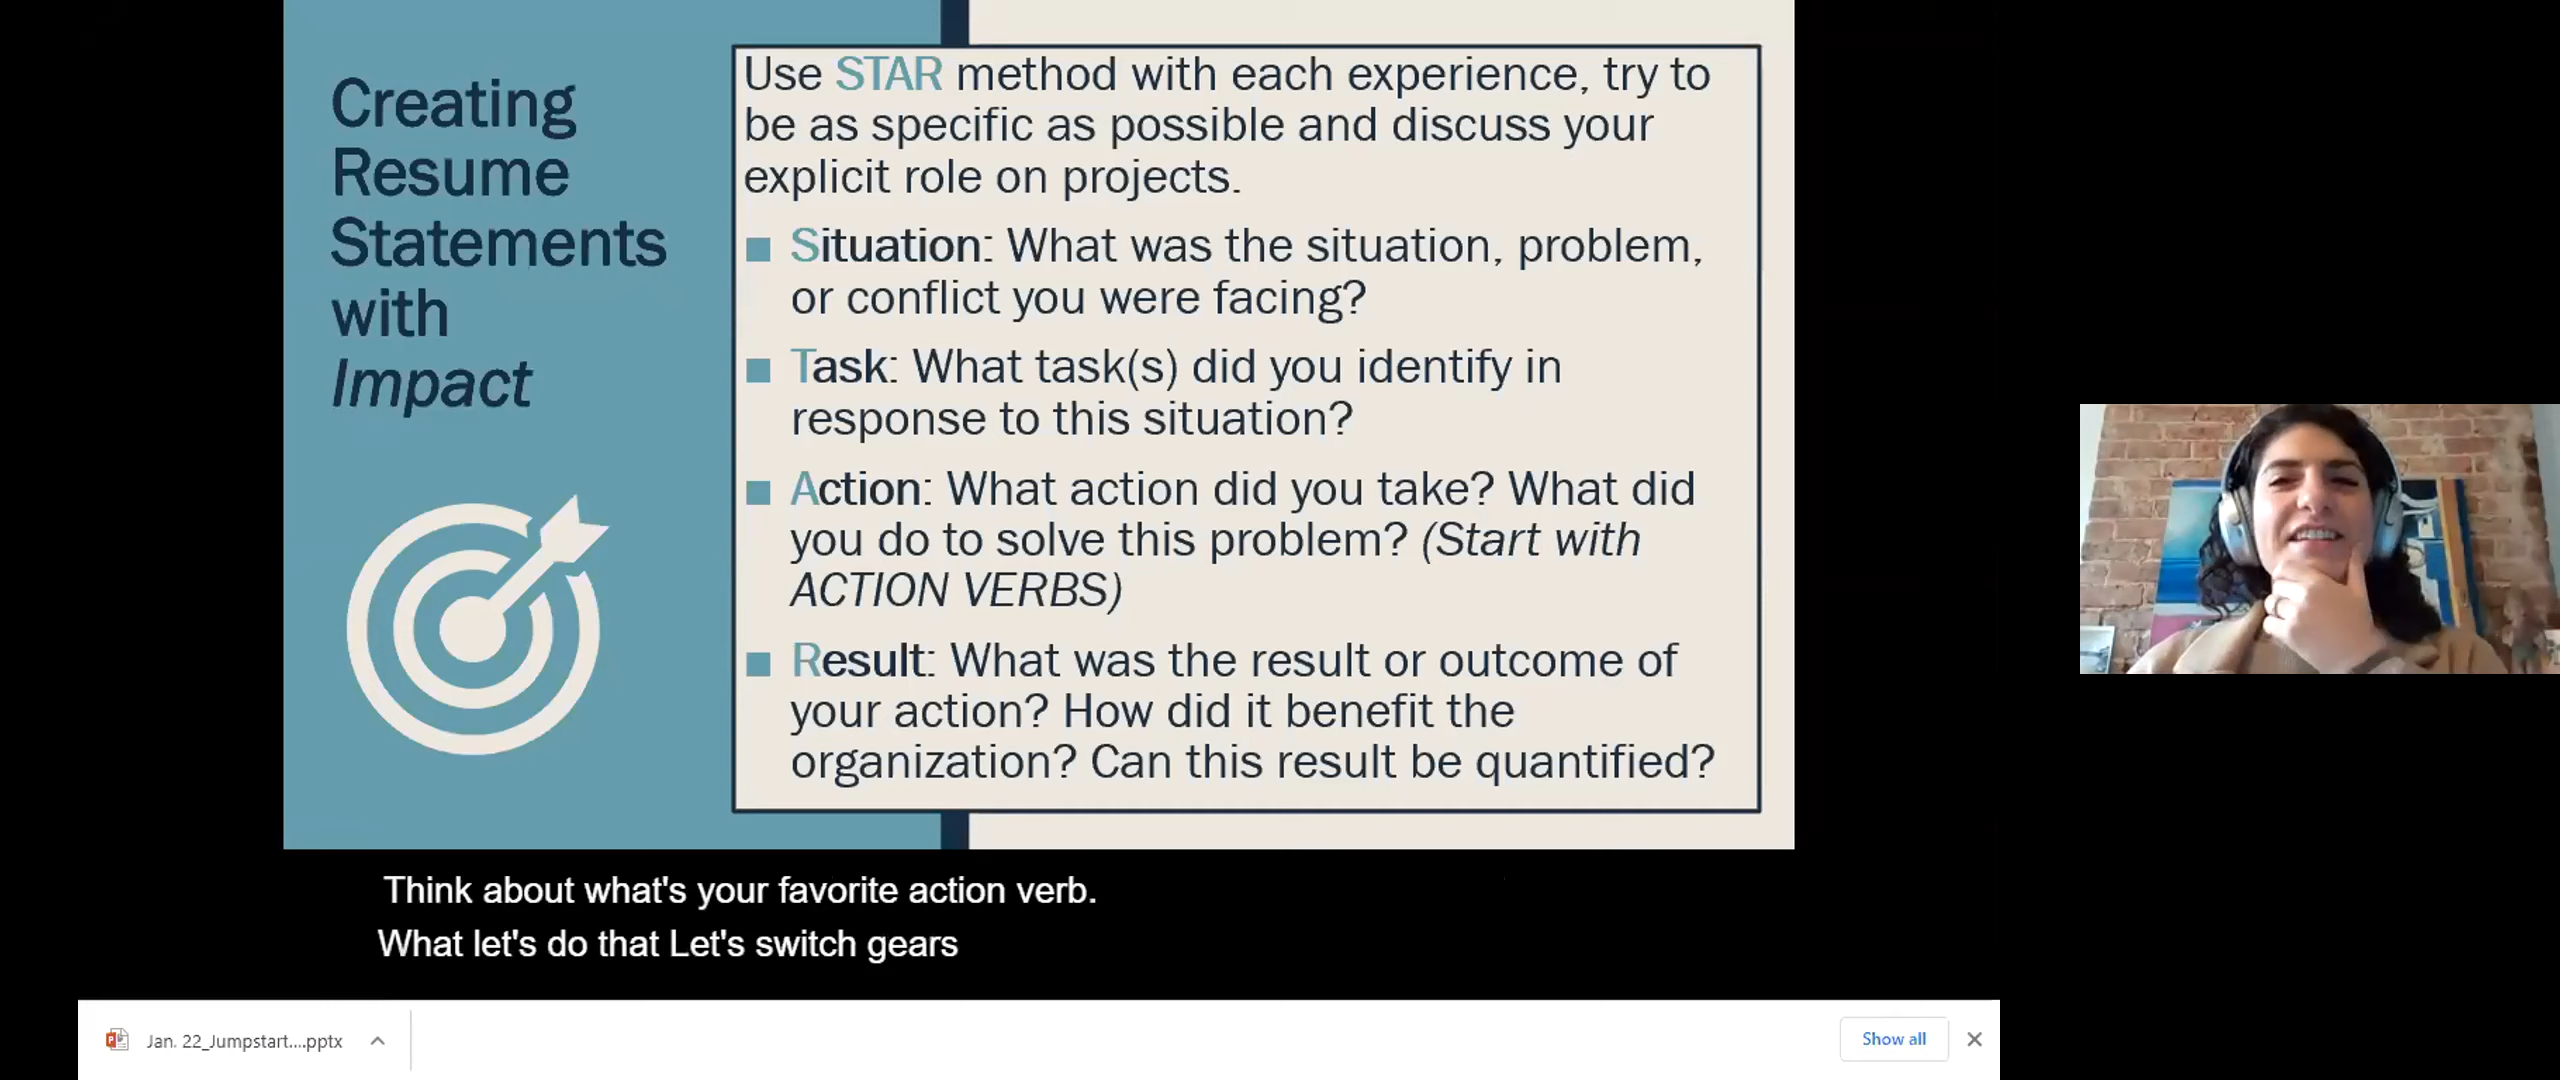 Creating
Resume
Statements
with
Impact
Use STAR method with each experience, try to
be as specific as possible and discuss your
explicit role on projects.
Situation: What was the situation, problem,
or conflict you were facing?
Task: What task(s) did you identify in
response to this situation?
Action: What action did you take? What did
you do to solve this problem? (Start with
ACTION VERBS)
Result: What was the result or outcome of
your action? How did it benefit the
organization? Can this result be quantified?
Think about what's your favorite action verb.
What let's do that Let's switch gears
Jan. 22_Jumpstart....pptx
Show all